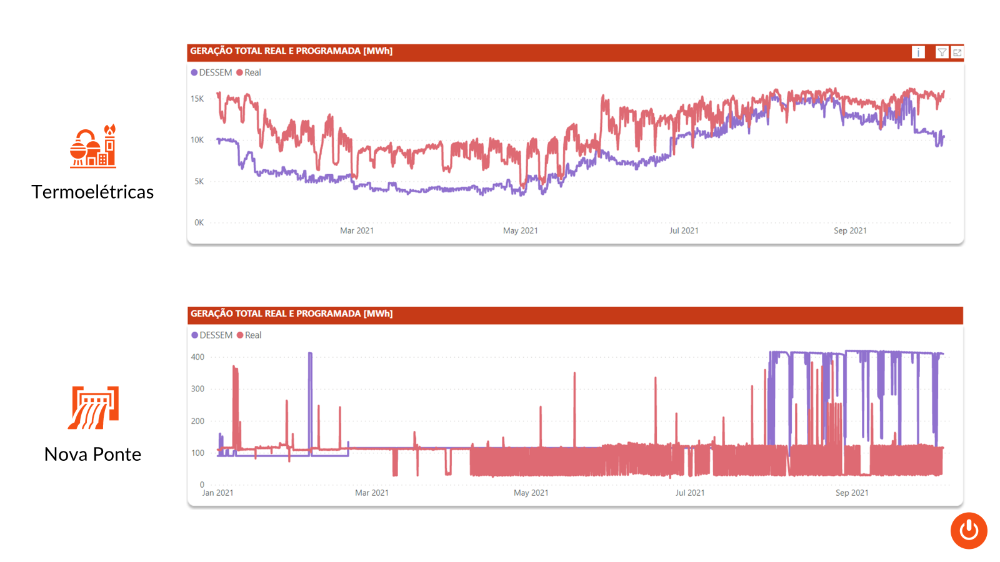 GERAÇÃO TOTAL REAL E PROGRAMADA [MWh]
DESSEM Real
15K
10K
5K
0K
Mar 2021 May 2021 Jul 2021 Sep 2021
Termoelétricas
GERAÇÃO TOTAL REAL E PROGRAMADA [MWh]
DESSEM Real
400
300
200
100
0
Jan 2021 Mar 2021 May 2021 Jul 2021 Sep 2021
Nova Ponte